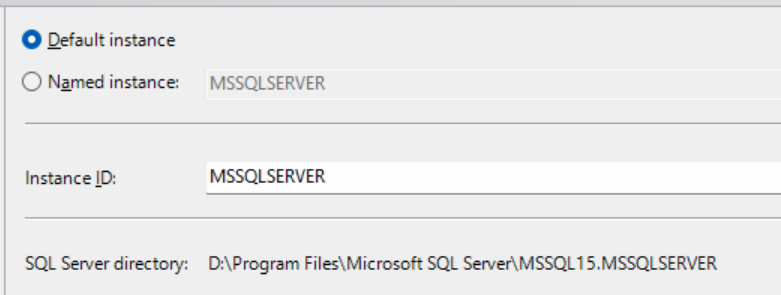 Default instance
Named instance: MSSQLSERVER
Instance ID: MSSQLSERVER
SQL Server directory: D:\Program Files\Microsoft SQL Server\MSSQL15.MSSQLSERVER